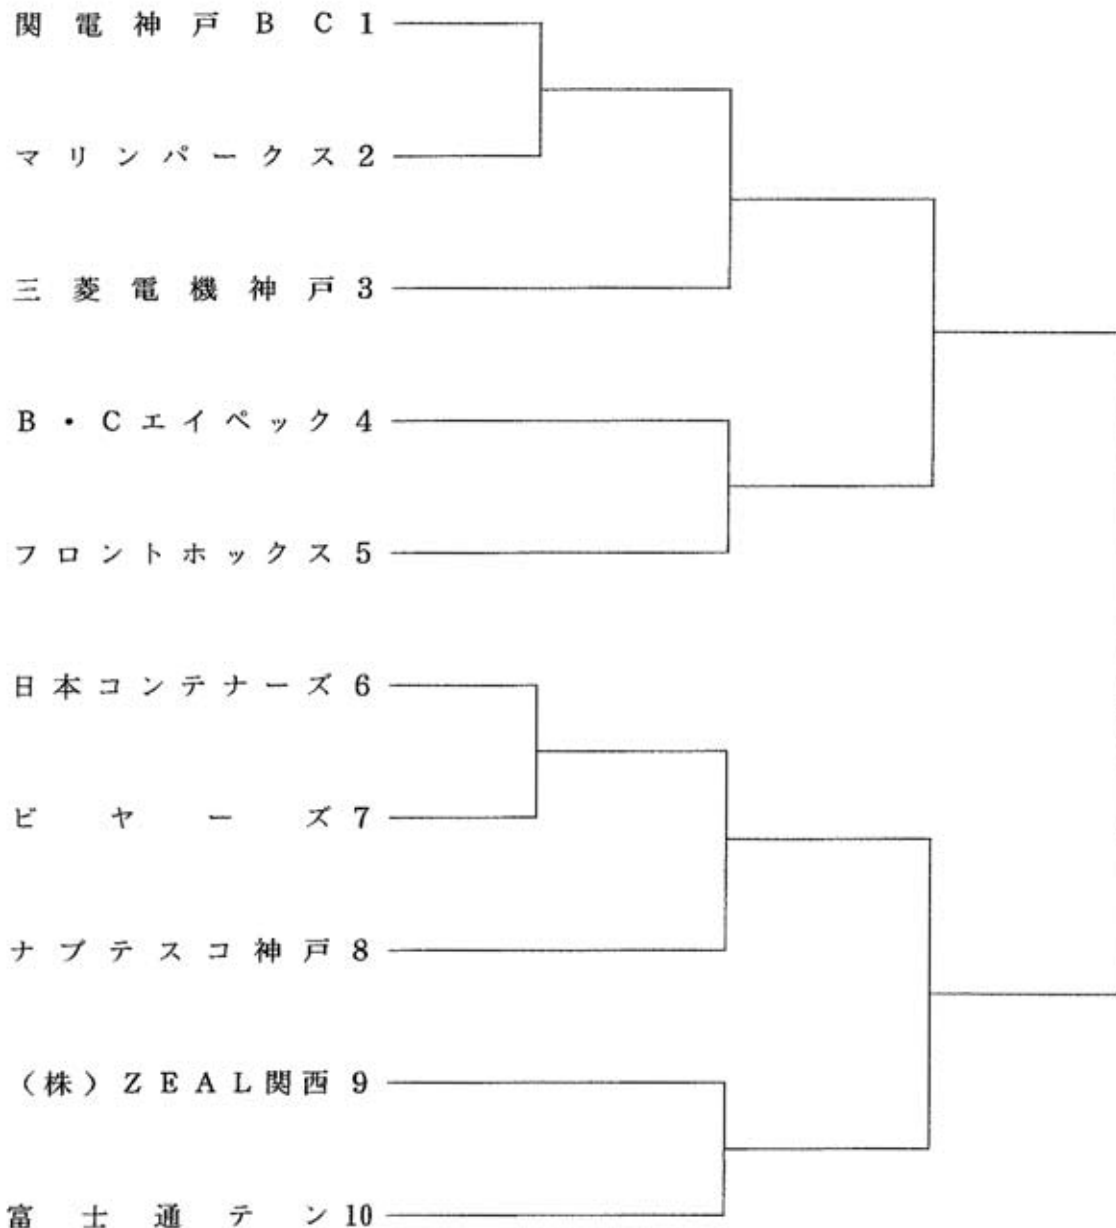 関電神戸BC 1
マリンパークス 2
三菱電機神戸 3
B・Cエイペック 4
フロントホックス 5
日本コンテナーズ 6
ビヤーズ 7
ナブテスコ神戸 8
（株）ZEAL関西 9
富士通テン 10